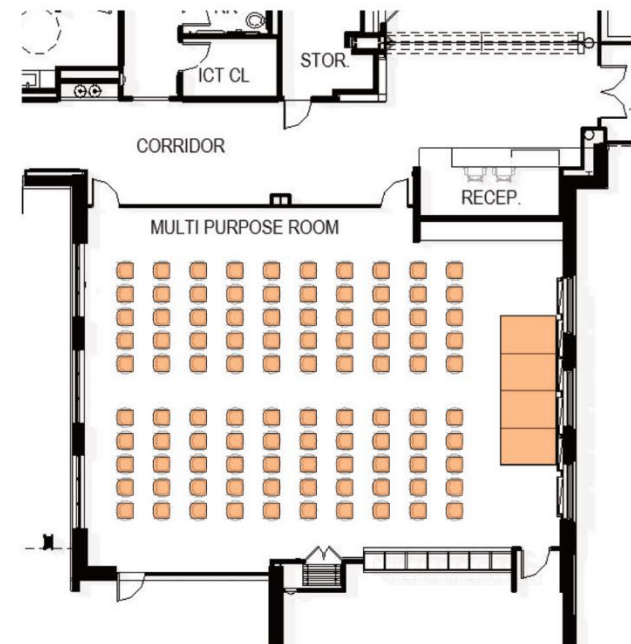 ICT CL
STOR.
CORRIDOR
RECEP.
MULTI PURPOSE ROOM